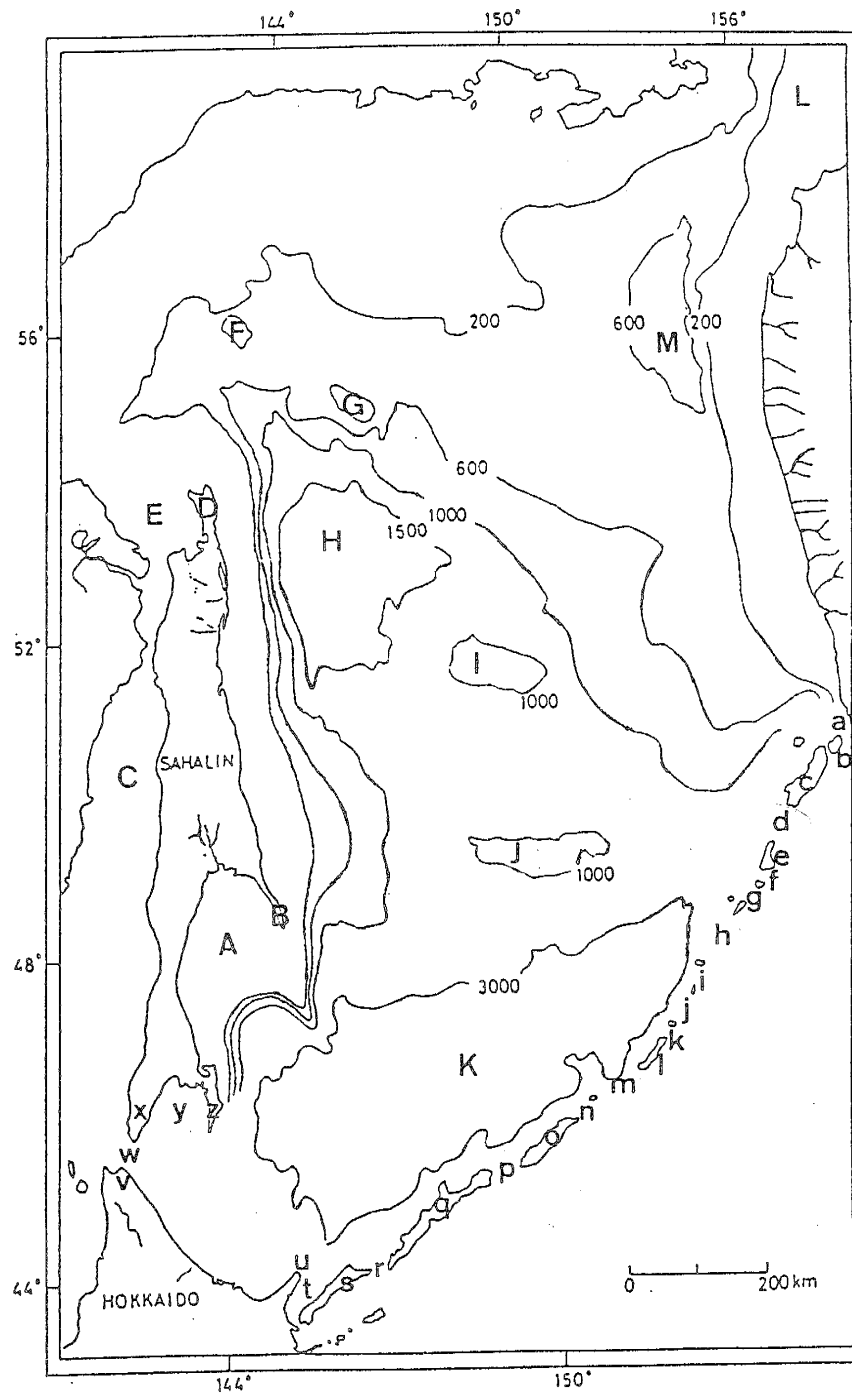 144° 150° 156°
L
F
200
600
200
56°
M
G
600
1000
E
D
1500
H
52°
I
1000
a
SAHALIN
b
C
c
d
J
e
1000
f
g
B
h
A
48°
3000
i
j
k
K
l
m
x
y
z
n
o
w
p
v
q
u
r
44°
t
s
0
200 km
HOKKAIDO
144° 150°